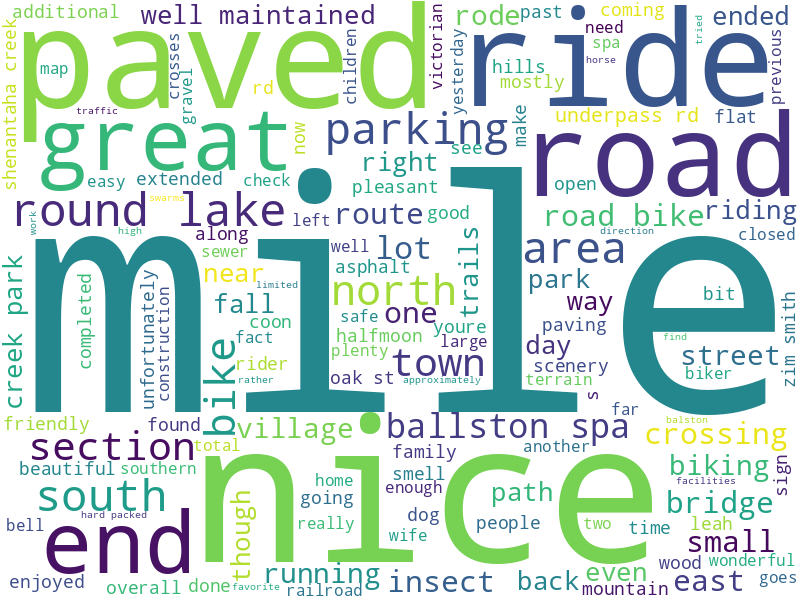 additional
well maintained
rode
past
coming
ended
shenantaha creek
map
crosses
gravel
children
victorian
yesterday
paved
ride
need
spa
tried
horse
previous
hills
mostly
rd
traffic
now
great
parking
see
make
underpass rd
flat
road
easy
extended
check
right
pleasant
open
swarms
round lake
left
route
good
road bike
riding
work
high
along
sewer
well
lot
trails
area
direction
closed
creek park
completed
near
unfortunately
construction
limited
asphalt
north
park
bit
fall
coon
fact
safe
one
youre
way
paving
zim smith
mile
halfmoon
large
day
find
bike
rider
plenty
town
scenery
street
rather
oak st
approximately
terrain
biker
s
friendly
found
village
ballston spa
far
balston
crossing
section
total
family
another
beautiful
southern
smell
biking
sign
south
nice
home
enough
path
facilities
going
bridge
bell
hard packed
though
really
dog
people
two
time
leah
end
wife
small
enjoyed
overall
done
favorite
running
railroad
insect
back
even
mountain
wood
east
wonderful
goes